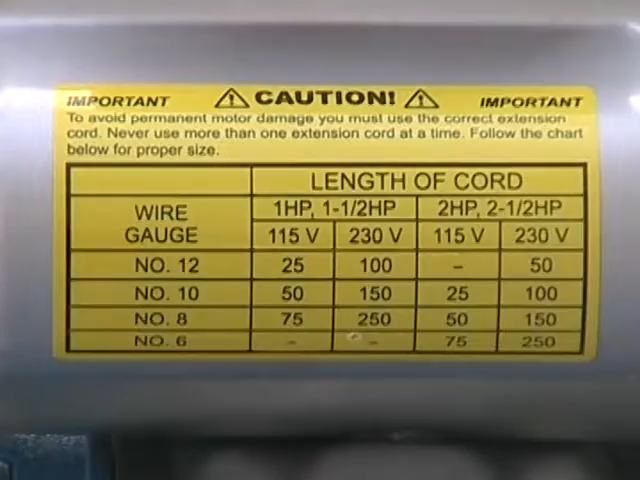 IMPORTANT CAUTION! IMPORTANT
To avoid permanent motor damage you must use the correct extension
cord. Never use more than one extension cord at a time. Follow the chart
below for proper size.
LENGTH OF CORD
WIRE GAUGE 1HP, 1-1/2HP 2HP, 2-1/2HP
115 V 230 V 115 V 230 V
NO. 12 25 100 – 50
NO. 10 50 150 25 100
NO. 8 75 250 50 150
NO. 6 – – 75 250